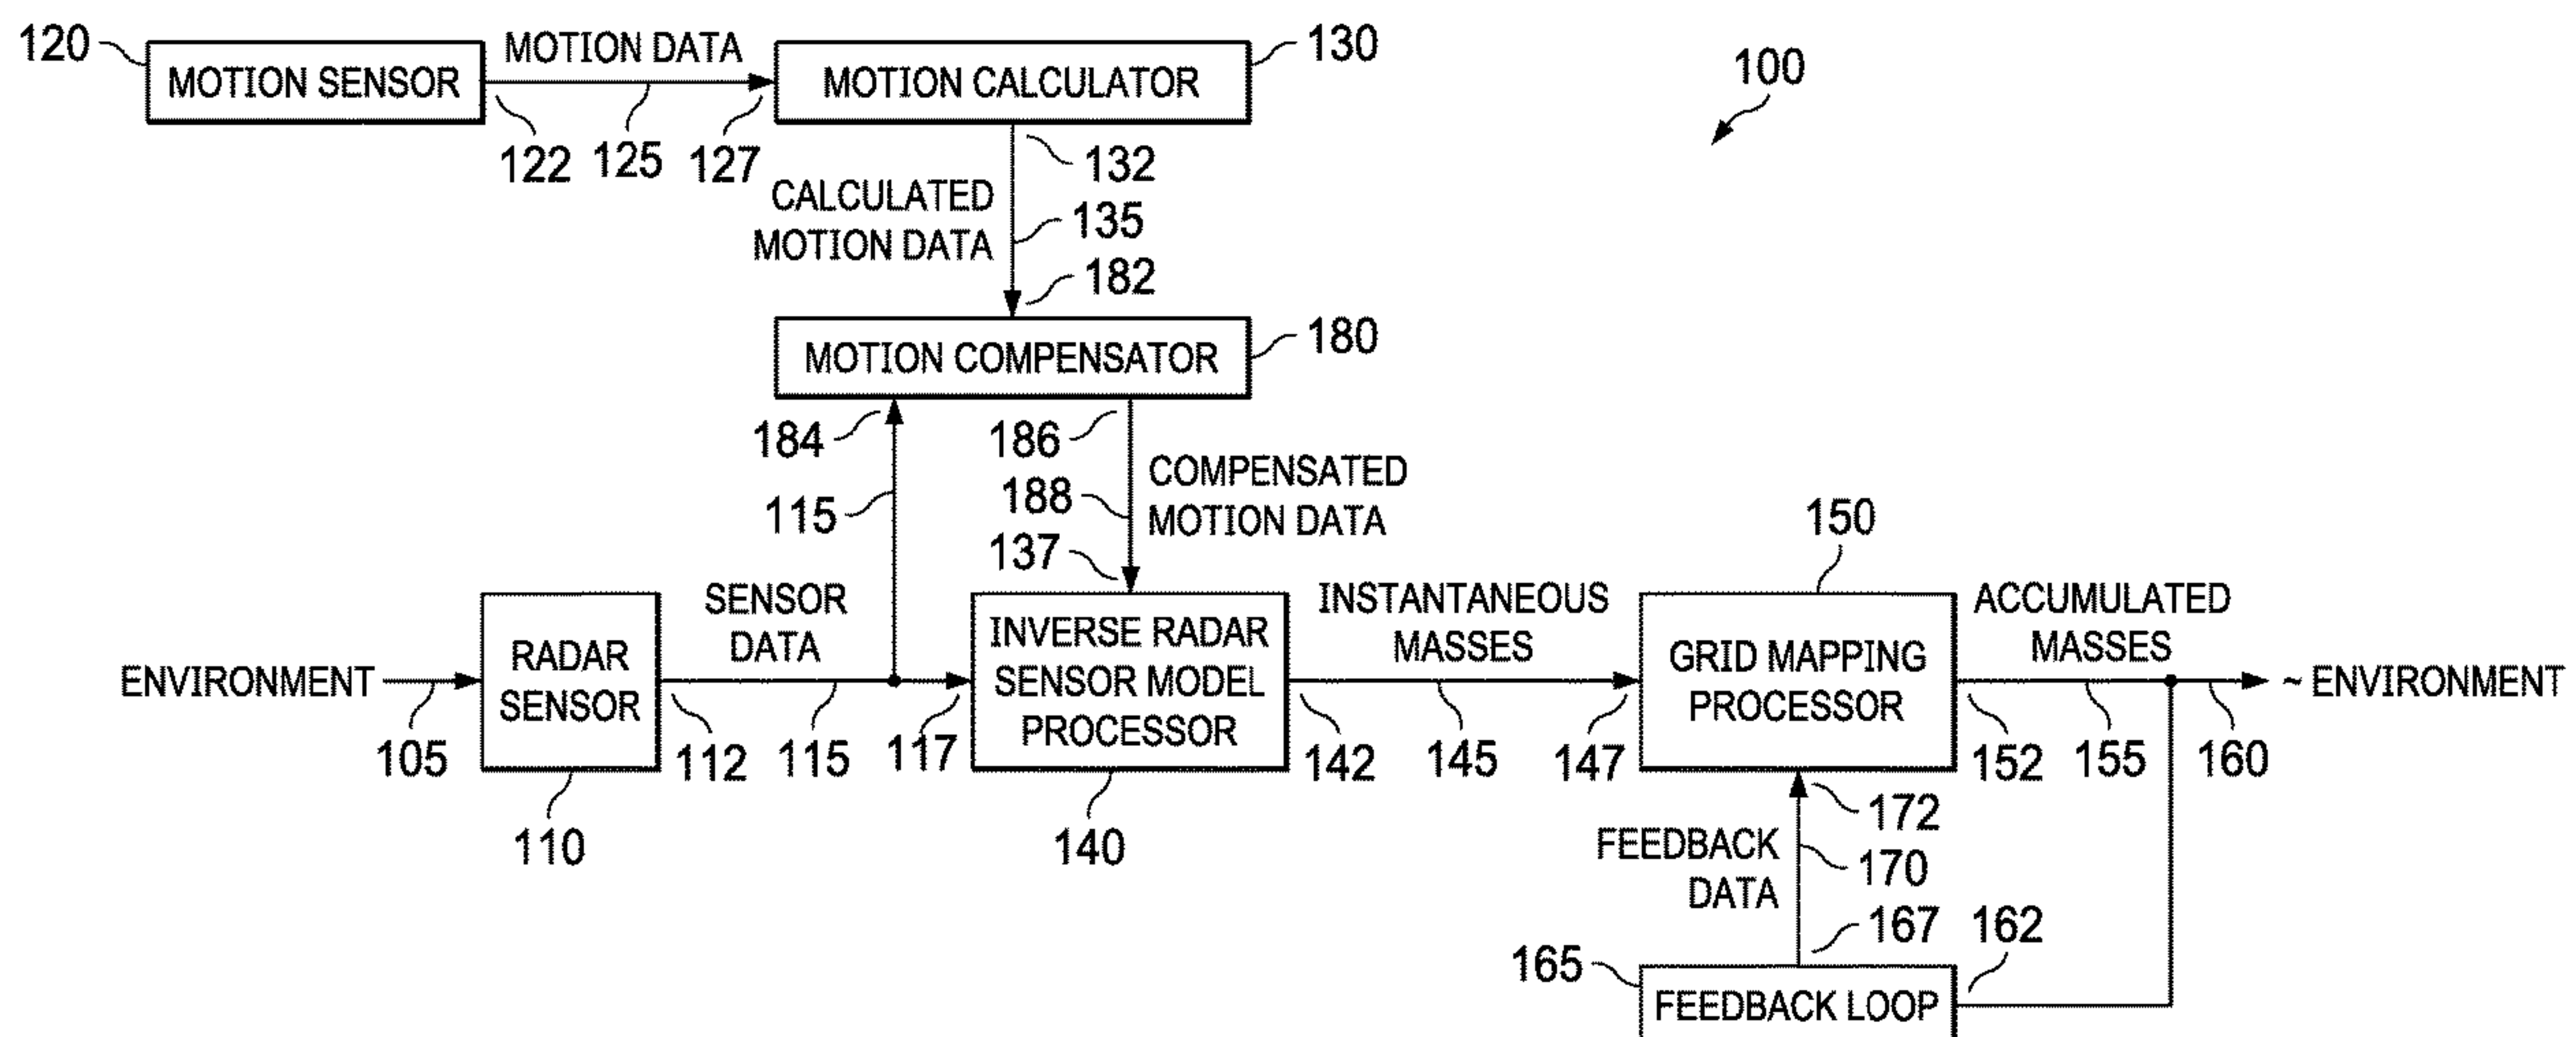 120
MOTION SENSOR
MOTION DATA
122
125
127
MOTION CALCULATOR
130
100
132
CALCULATED
MOTION DATA
135
182
MOTION COMPENSATOR
180
184
186
115
COMPENSATED
MOTION DATA
188
137
ENVIRONMENT
105
RADAR
SENSOR
110
SENSOR
DATA
112
115
117
INVERSE RADAR
SENSOR MODEL
PROCESSOR
140
INSTANTANEOUS
MASSES
142
145
147
150
GRID MAPPING
PROCESSOR
ACCUMULATED
MASSES
152
155
160
~ ENVIRONMENT
172
FEEDBACK
DATA
170
167
162
165
FEEDBACK LOOP